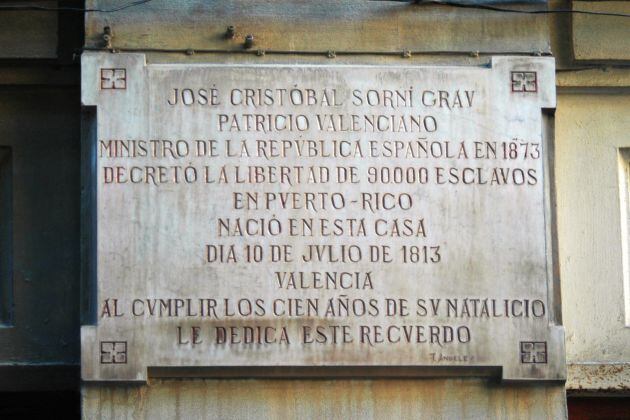 JOSÉ CRISTÓBAL SORNÍ GRAV
PATRICIO VALENCIANO
MINISTRO DE LA REPVBLICA ESPAÑOLA EN 1873
DECRETÓ LA LIBERTAD DE 90000 ESCLAVOS
EN PVERTO-RICO
NACIÓ EN ESTA CASA
DIA 10 DE JVLIO DE 1813
VALENCIA
AL CVMPLIR LOS CIEN AÑOS DE SV NATALICIO
LE DEDICA ESTE RECVERDO